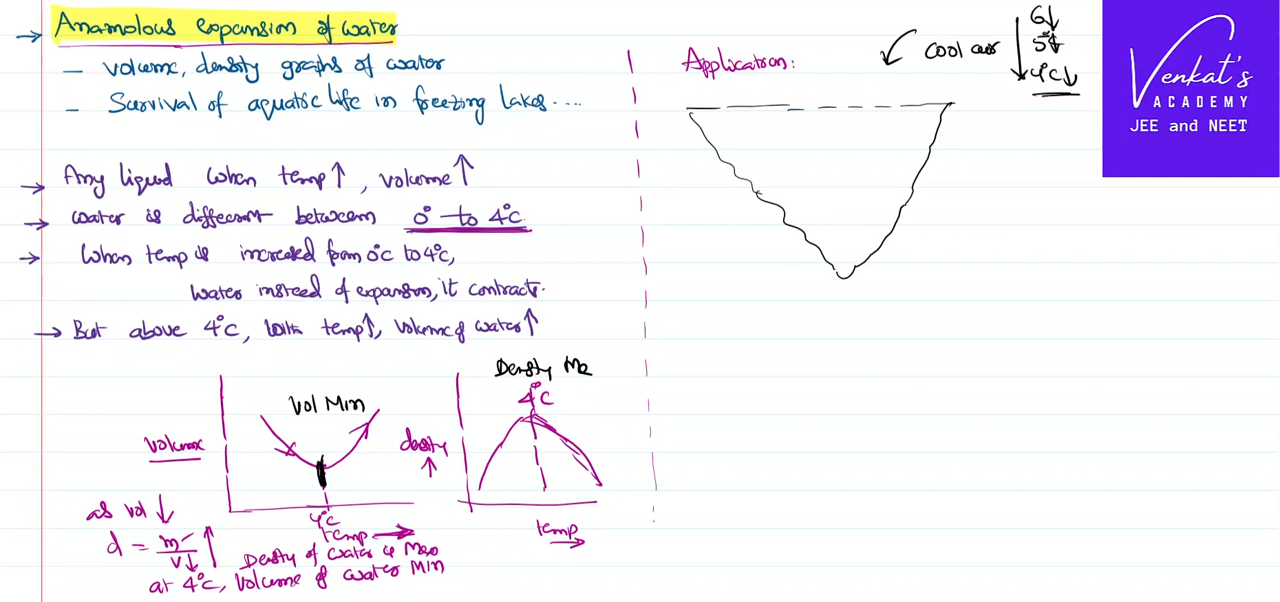 → Anamolous expansion of water
– volume, density graphs of water
– Survival of aquatic life in freezing lakes....
→ Any liquid when temp↑, volume↑
→ water is different between 0° to 4°c.
→ When temp is increased from 0°c to 4°c,
water instead of expansion, it contracts.
→ But above 4°c, with temp↑, volume of water↑
Vol Min
volume
4°c
temp →
Density Ma
4°C
density ↑
temp →
as vol ↓
d = m/v↓ ↑
Density of water is Max
at 4°c, Volume of water Min
Application:
cool air
6↓
5↓
4°C↓
Venkat's
ACADEMY
JEE and NEET